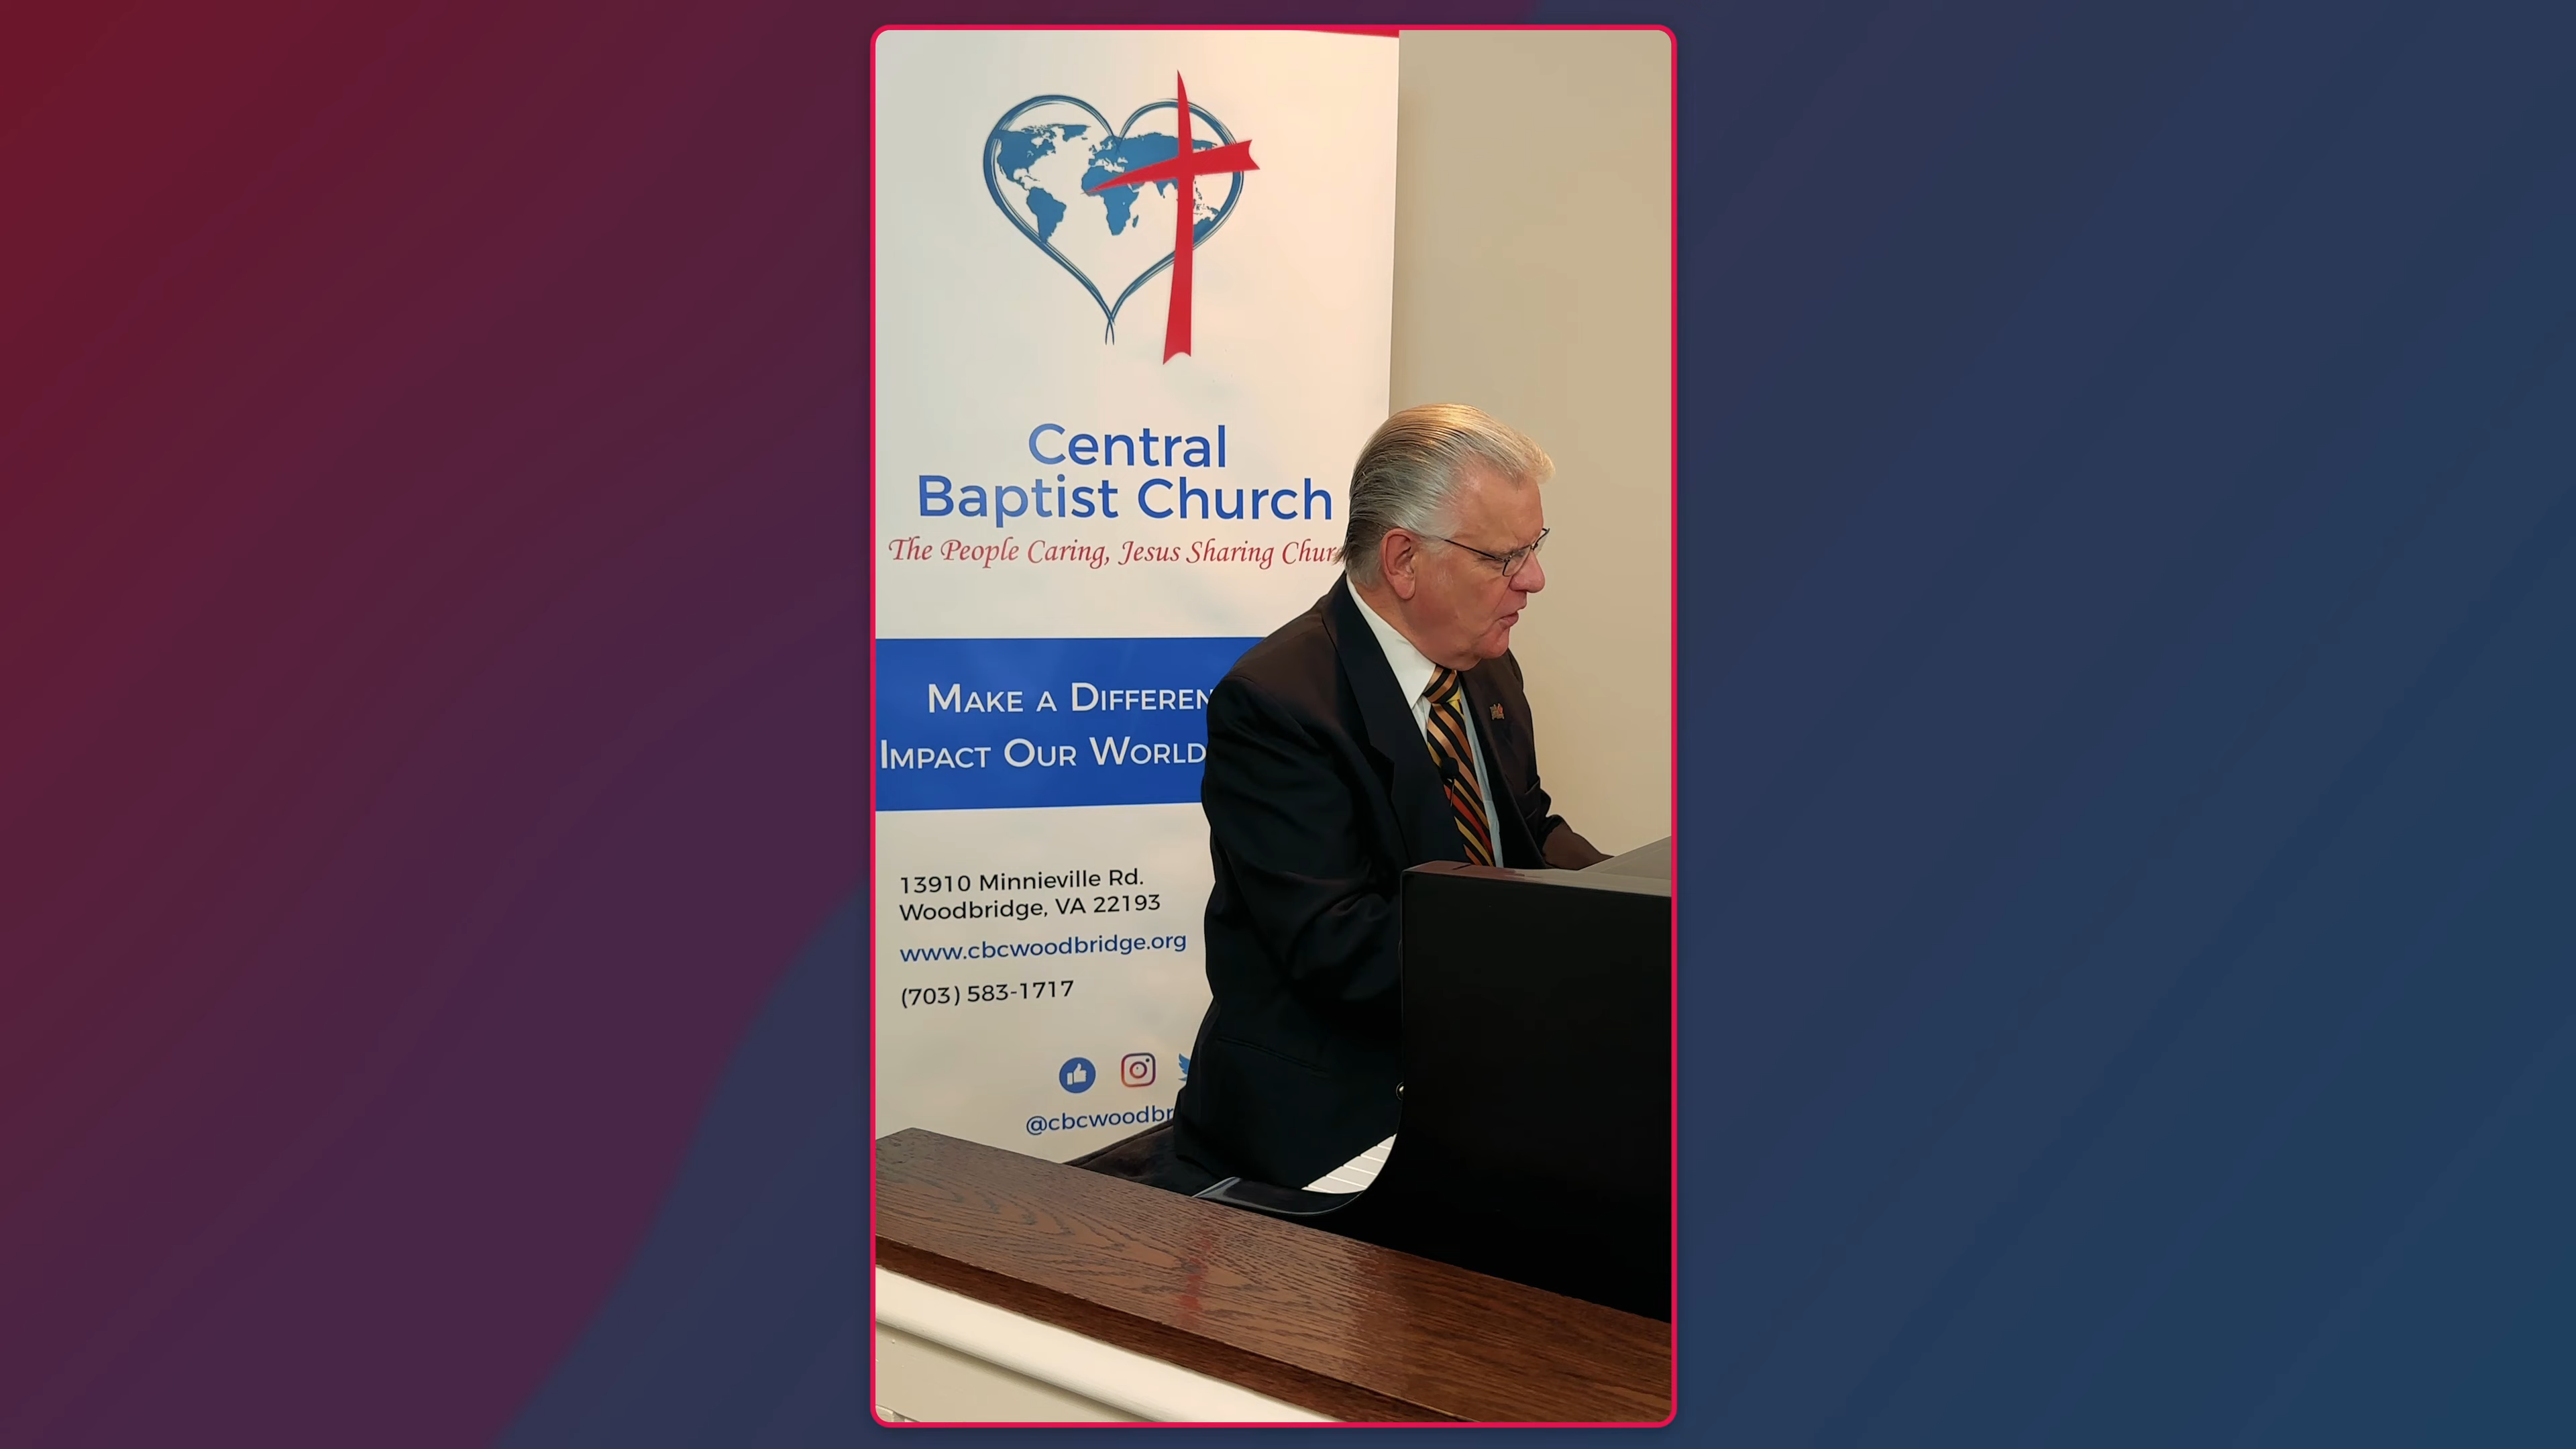 Central
Baptist Church
The People Caring, Jesus Sharing
Make a
Impact Our World
13910 Minnieville Rd.
Woodbridge, VA 22193
www.cbcwoodbridge.org
(703) 583-1717